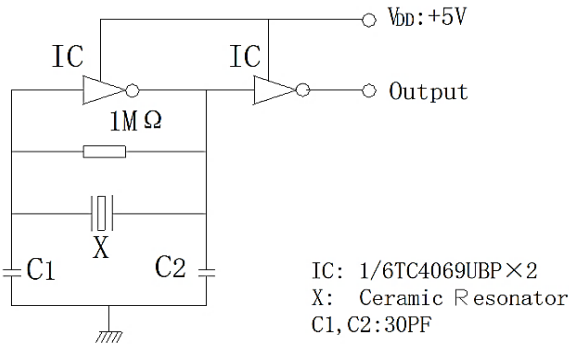 VDD:+5V
IC
IC
Output
1MΩ
X
C1
C2
IC: 1/6TC4069UBP×2
X: Ceramic Resonator
C1,C2:30PF